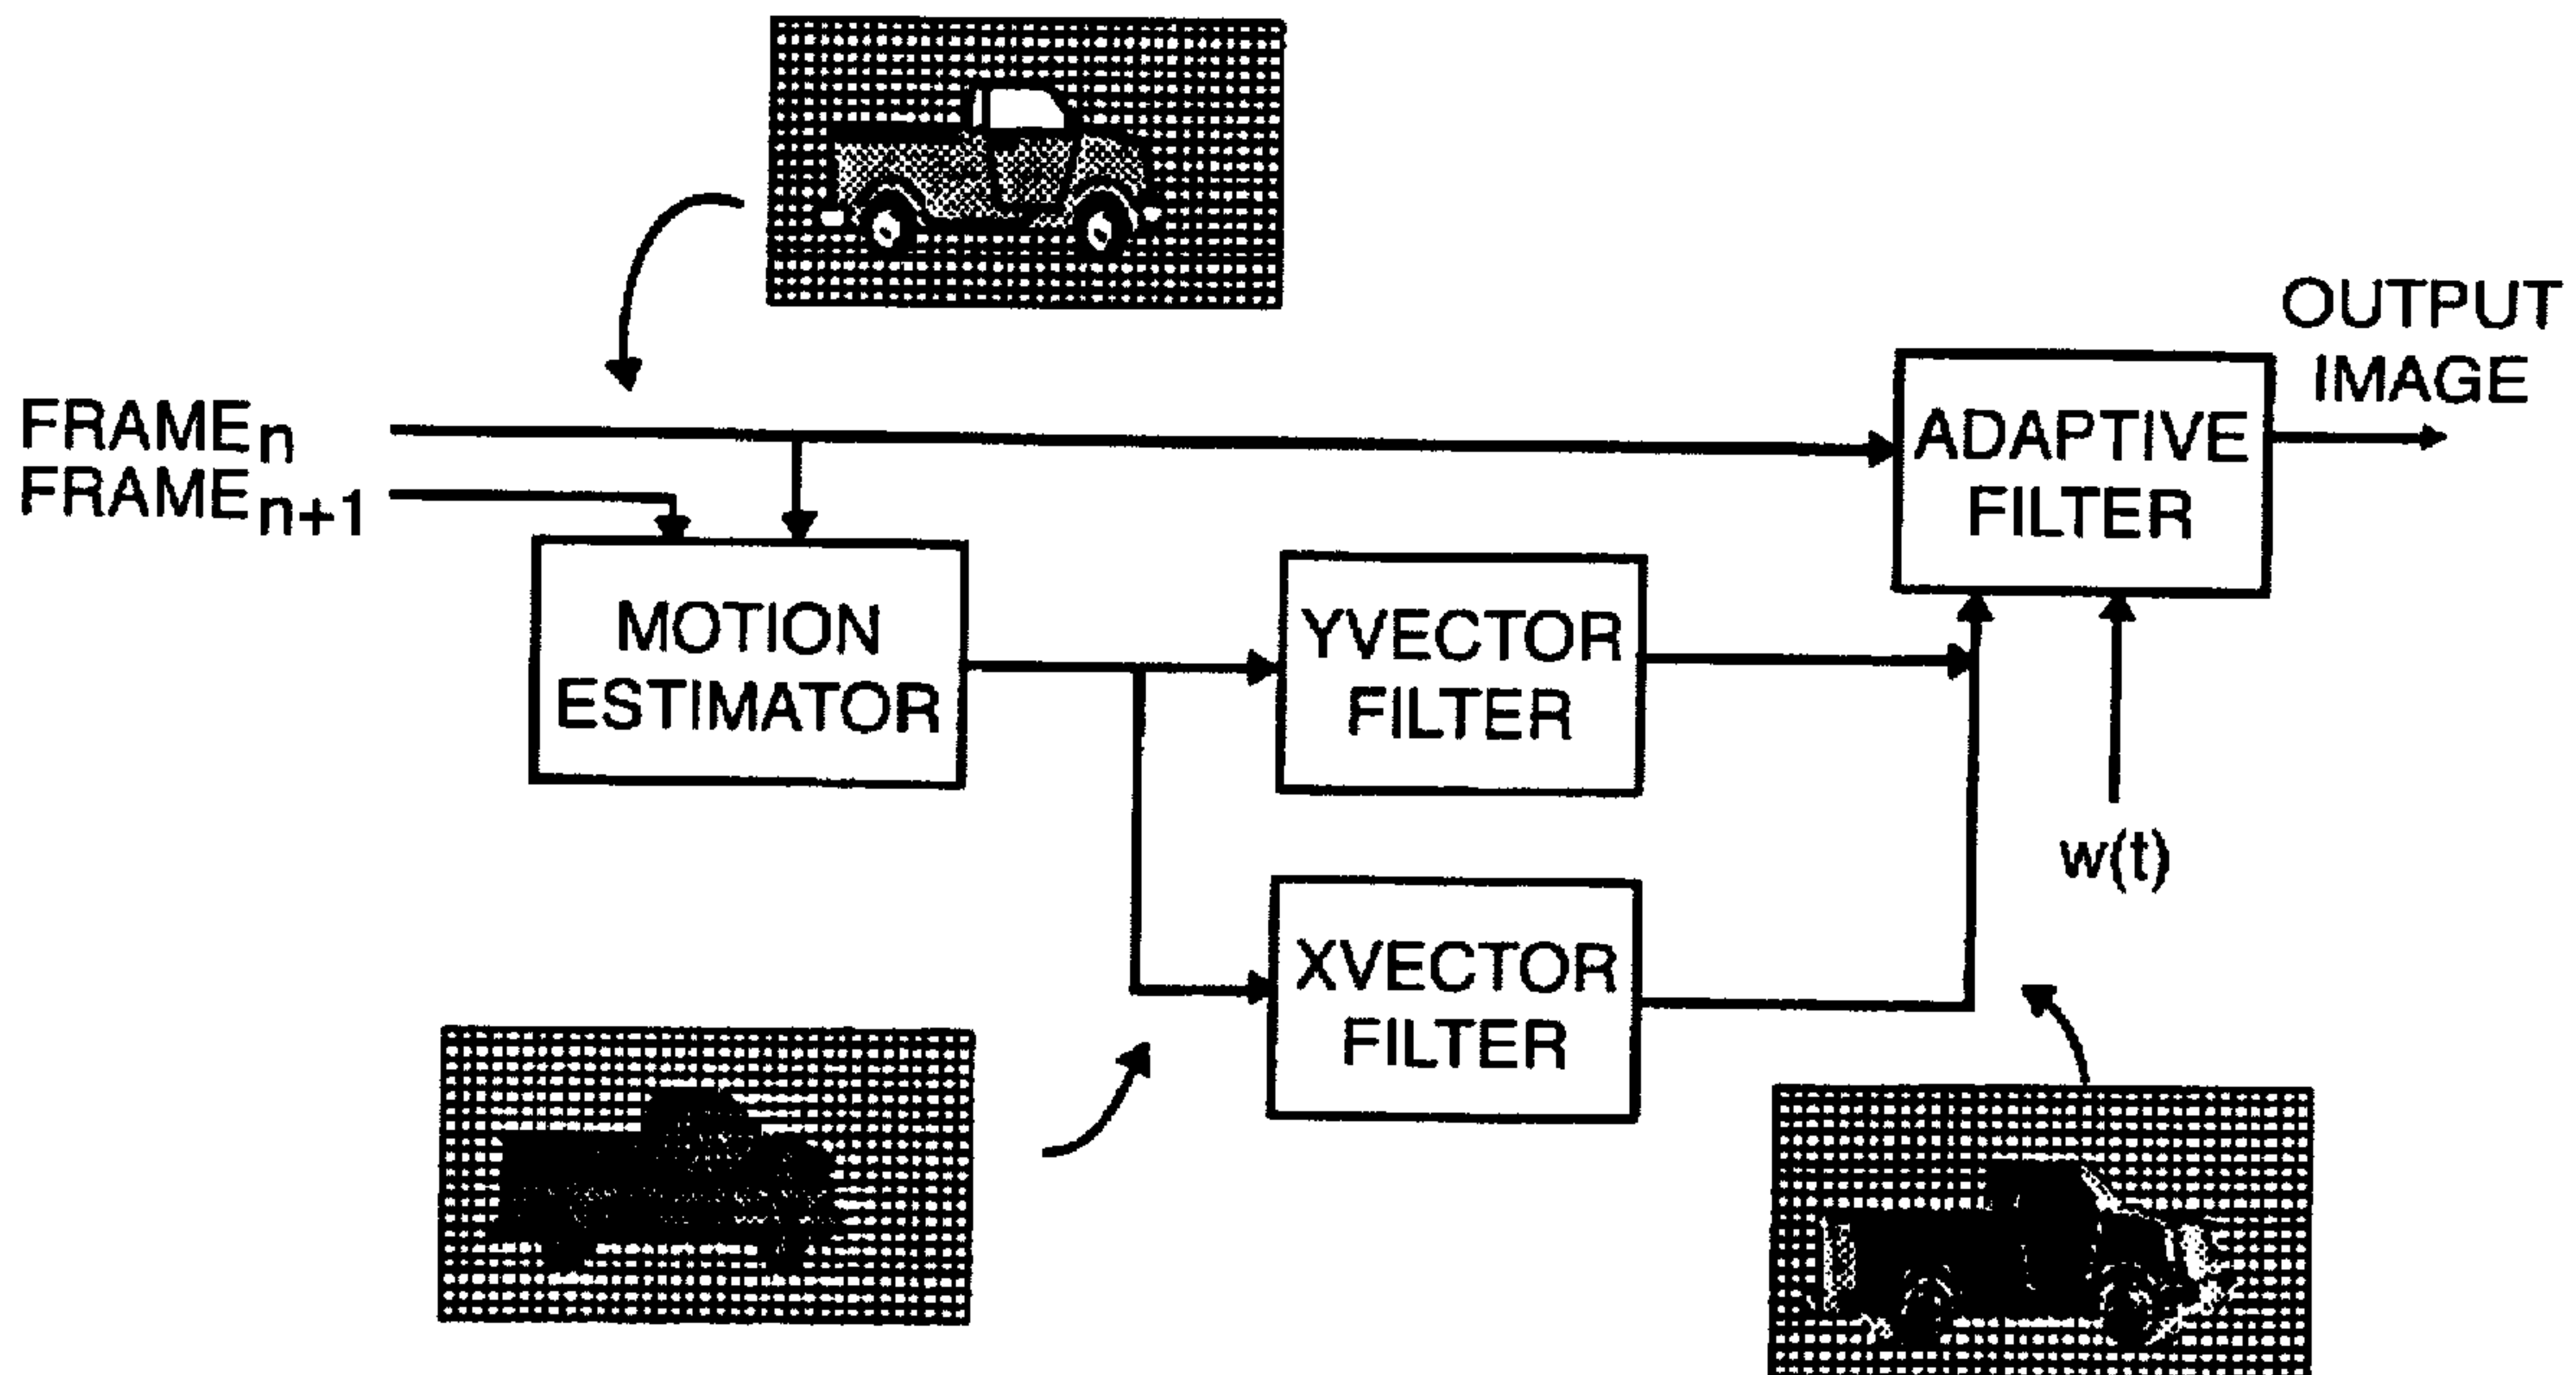 OUTPUT
IMAGE
FRAMEn
FRAMEn+1
ADAPTIVE
FILTER
MOTION
ESTIMATOR
YVECTOR
FILTER
w(t)
XVECTOR
FILTER